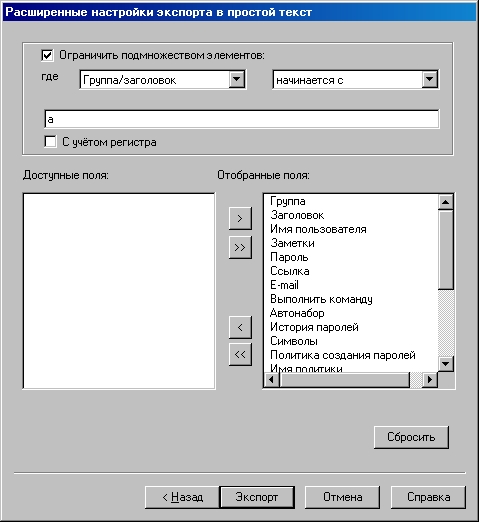 Расширенные настройки экспорта в простой текст
Ограничить подмножеством элементов:
где Группа/заголовок начинается с
а
С учётом регистра
Доступные поля: Отобранные поля:
Группа
Заголовок
Имя пользователя
Заметки
Пароль
Ссылка
E-mail
Выполнить команду
Автонабор
История паролей
Символы
Политика создания паролей
Имя политики
>
>>
<
<<
Сбросить
< Назад Экспорт Отмена Справка